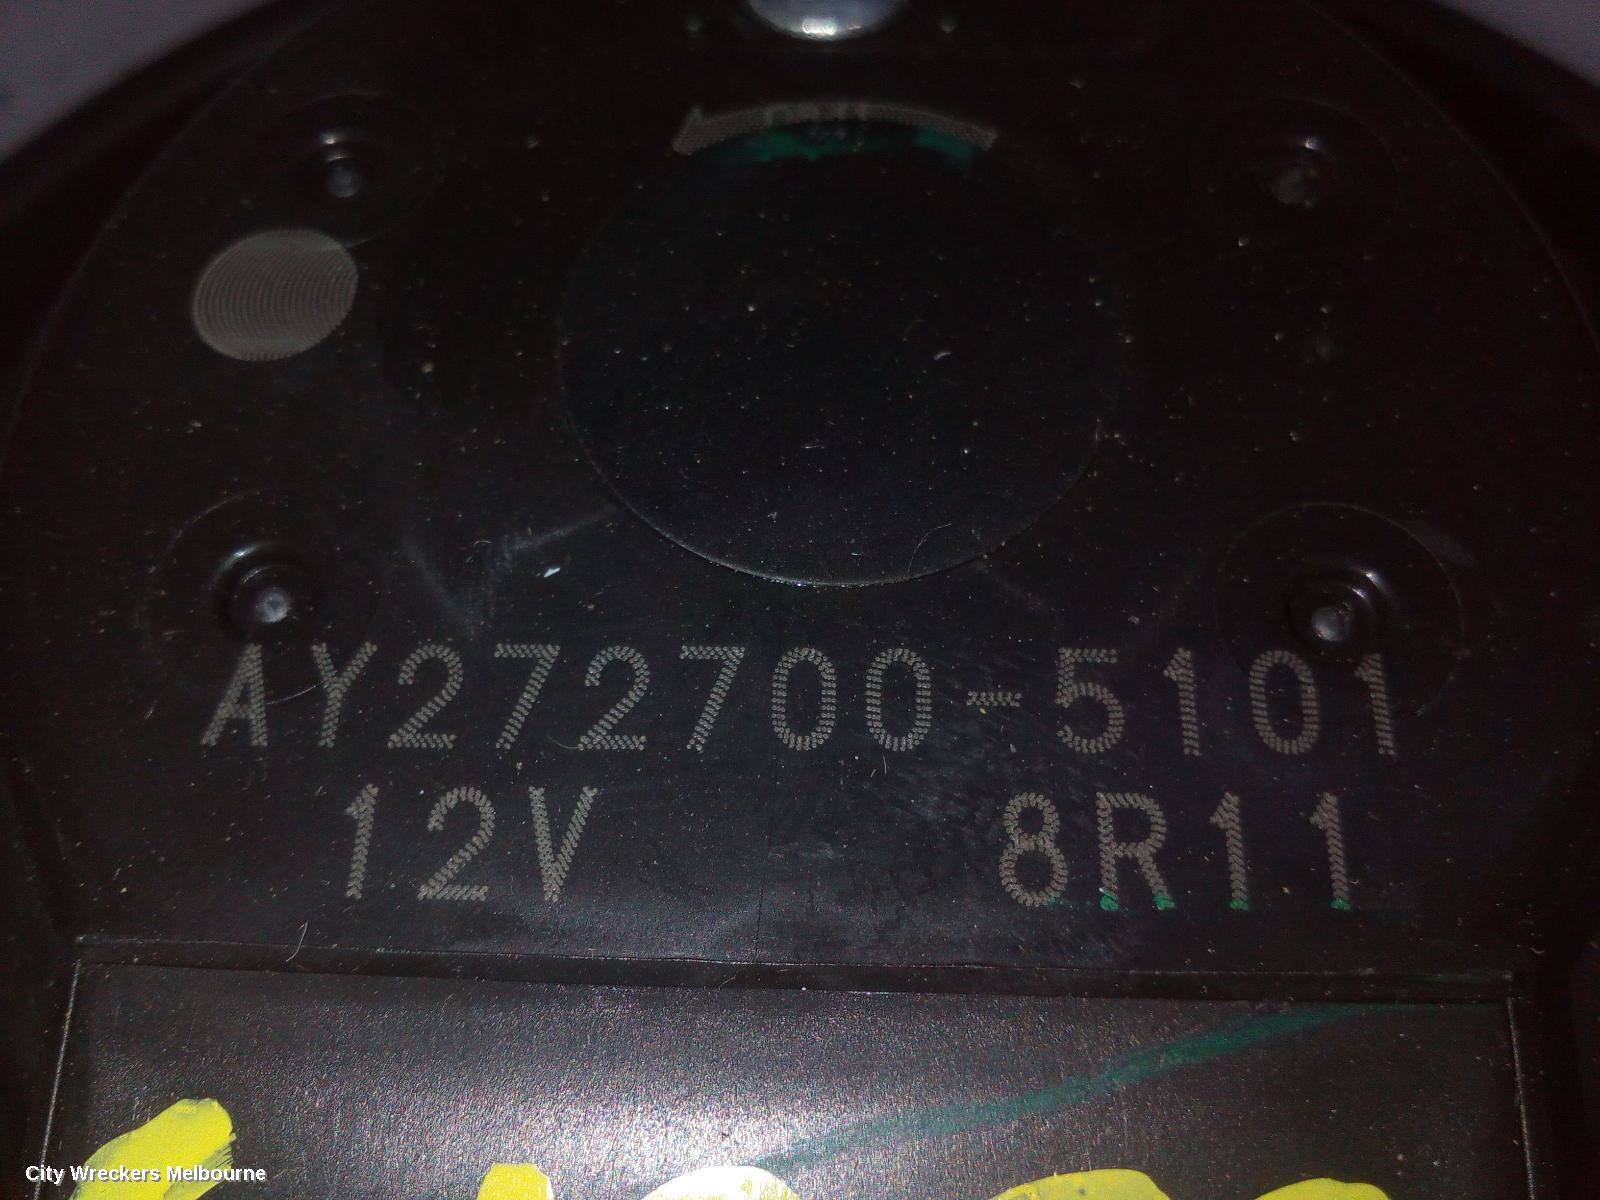 AY272700-5101
12V 8R11
City Wreckers Melbourne